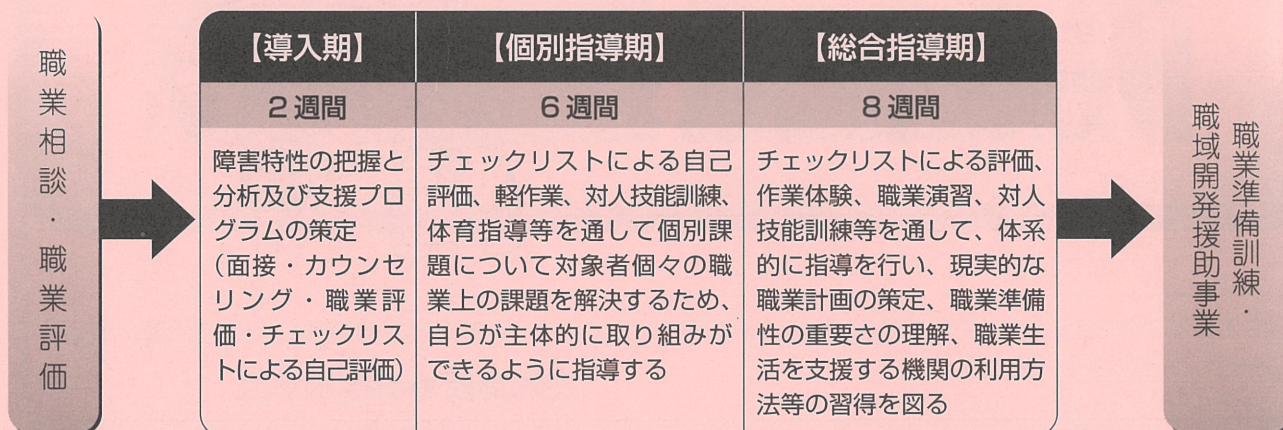 職業相談・職業評価
【導入期】
2週間
障害特性の把握と
分析及び支援プロ
グラムの策定
(面接・カウンセ
リング・職業評
価・チェックリス
トによる自己評価)
【個別指導期】
6週間
チェックリストによる自己
評価、軽作業、対人技能訓練、
体育指導等を通して個別課
題について対象者個々の職
業上の課題を解決するため、
自らが主体的に取り組みが
できるように指導する
【総合指導期】
8週間
チェックリストによる評価、
作業体験、職業演習、対人
技能訓練等を通して、体系
的に指導を行い、現実的な
職業計画の策定、職業準備
性の重要さの理解、職業生
活を支援する機関の利用方
法等の習得を図る
職業準備訓練・
職域開発援助事業